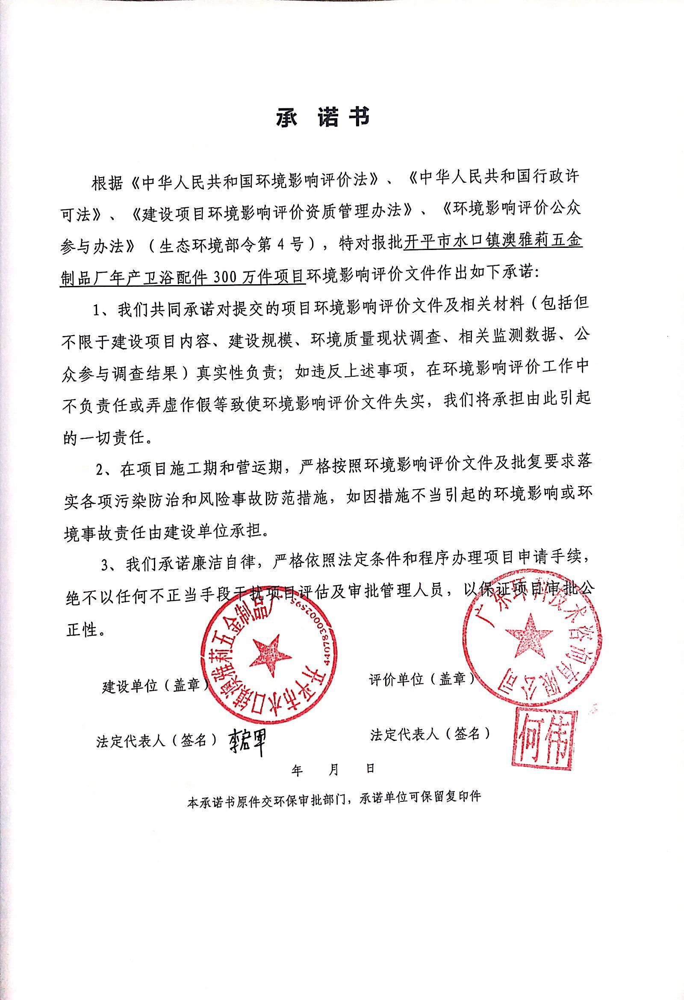 承 诺 书
根据《中华人民共和国环境影响评价法》、《中华人民共和国行政许
可法》、《建设项目环境影响评价资质管理办法》、《环境影响评价公众
参与办法》（生态环境部令第 4 号），特对报批开平市水口镇澳雅莉五金
制品厂年产卫浴配件 300 万件项目环境影响评价文件作出如下承诺：
1、我们共同承诺对提交的项目环境影响评价文件及相关材料（包括但
不限于建设项目内容、建设规模、环境质量现状调查、相关监测数据、公
众参与调查结果）真实性负责；如违反上述事项，在环境影响评价工作中
不负责任或弄虚作假等致使环境影响评价文件失实，我们将承担由此引起
的一切责任。
2、在项目施工期和营运期，严格按照环境影响评价文件及批复要求落
实各项污染防治和风险事故防范措施，如因措施不当引起的环境影响或环
境事故责任由建设单位承担。
3、我们承诺廉洁自律，严格依照法定条件和程序办理项目申请手续，
绝不以任何不正当手段干扰项目评估及审批管理人员，以保证项目审批公
正性。
开平市水口镇澳雅莉五金制品厂
4407830002595
广东环科技术咨询有限公司
建设单位（盖章） 评价单位（盖章）
法定代表人（签名） 法定代表人（签名）
何伟
年 月 日
本承诺书原件交环保审批部门，承诺单位可保留复印件